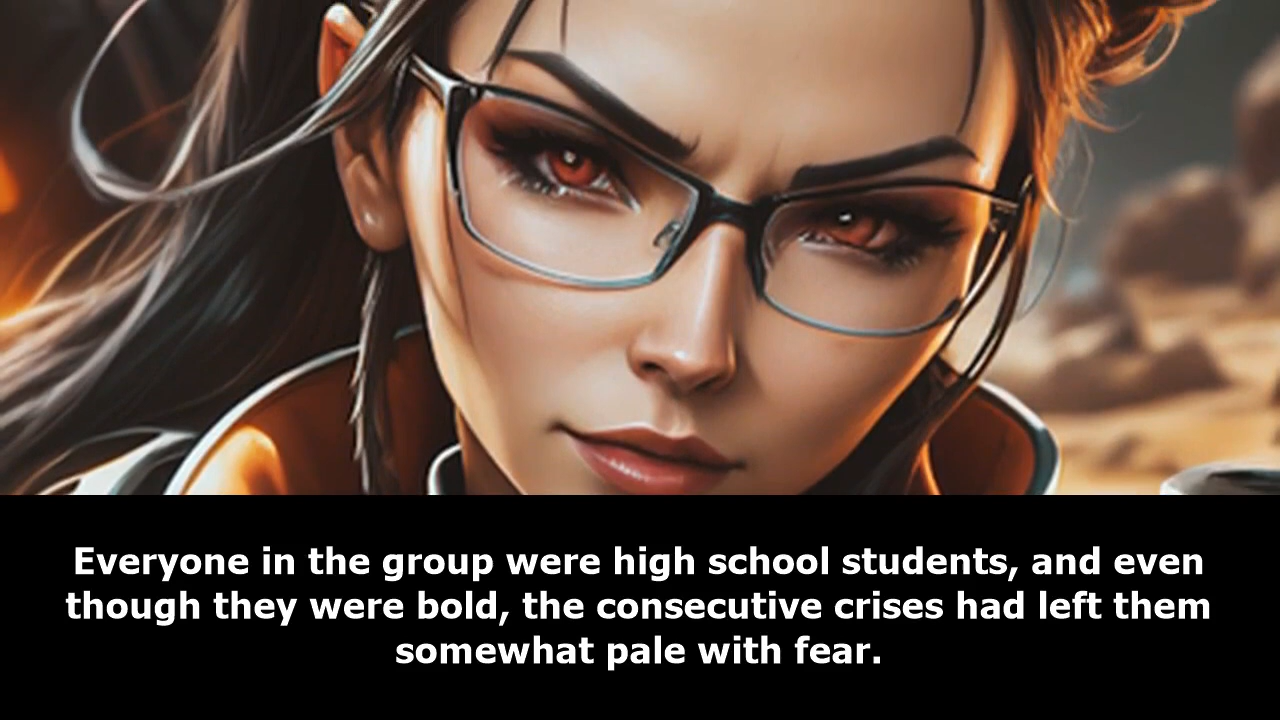 Everyone in the group were high school students, and even
though they were bold, the consecutive crises had left them
somewhat pale with fear.